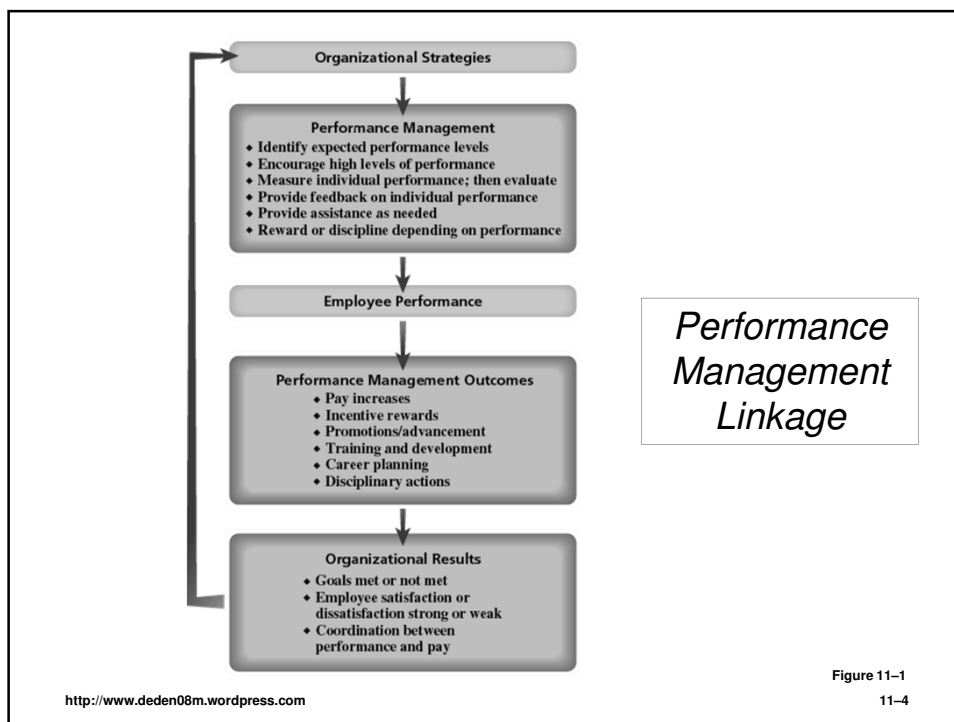 Organizational Strategies
Performance Management
◆ Identify expected performance levels
◆ Encourage high levels of performance
◆ Measure individual performance; then evaluate
◆ Provide feedback on individual performance
◆ Provide assistance as needed
◆ Reward or discipline depending on performance
Employee Performance
Performance Management Outcomes
◆ Pay increases
◆ Incentive rewards
◆ Promotions/advancement
◆ Training and development
◆ Career planning
◆ Disciplinary actions
Organizational Results
◆ Goals met or not met
◆ Employee satisfaction or
dissatisfaction strong or weak
◆ Coordination between
performance and pay
Performance
Management
Linkage
Figure 11–1
http://www.deden08m.wordpress.com
11–4